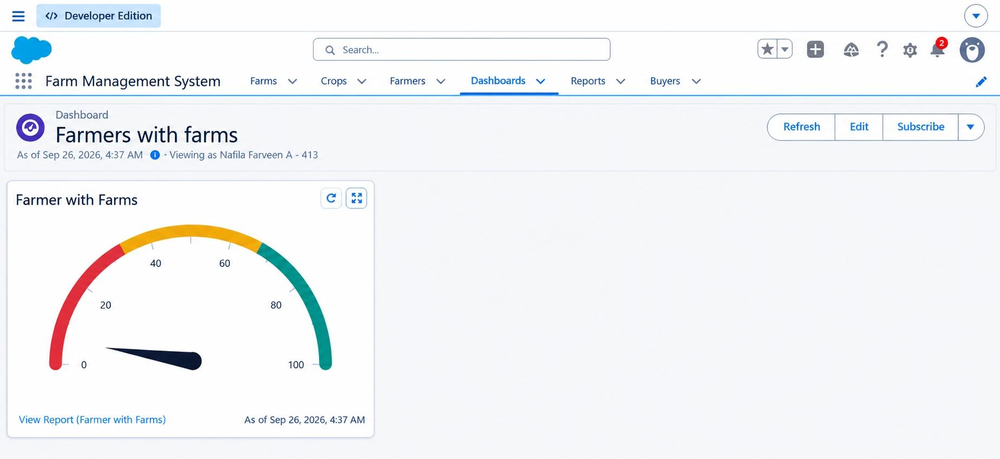 </> Developer Edition
Search...
2
Farm Management System
Farms
Crops
Farmers
Dashboards
Reports
Buyers
Dashboard
Farmers with farms
Refresh
Edit
Subscribe
As of Sep 26, 2026, 4:37 AM - Viewing as Nafila Farveen A - 413
Farmer with Farms
40
60
20
80
0
100
View Report (Farmer with Farms)
As of Sep 26, 2026, 4:37 AM